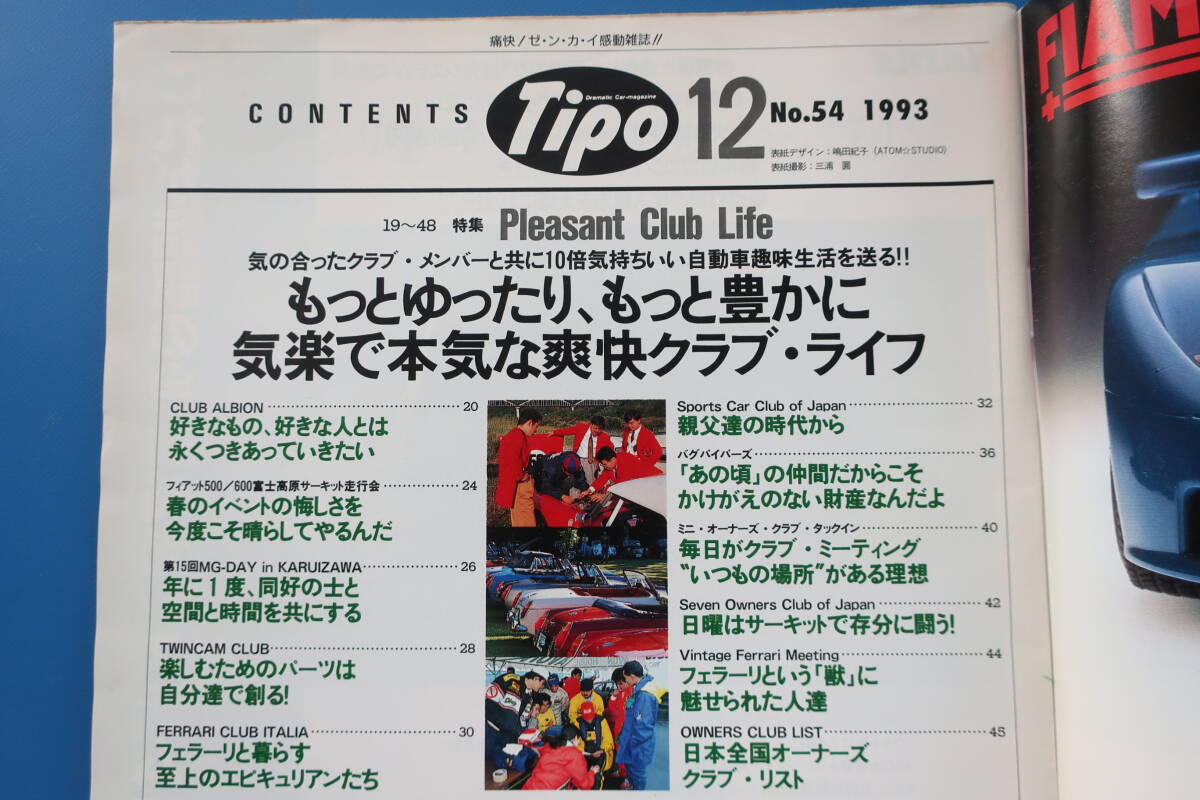 痛快！ゼ・ン・カ・イ感動雑誌!!
CONTENTS
Dramatic Car-magazine
Tipo
12
No.54 1993
表紙デザイン：嶋田紀子（ATOM☆STUDIO）
表紙撮影：三浦
19〜48 特集 Pleasant Club Life
気の合ったクラブ・メンバーと共に10倍気持ちいい自動車趣味生活を送る!!
もっとゆったり、もっと豊かに
気楽で本気な爽快クラブ・ライフ
CLUB ALBION 20
好きなもの、好きな人とは
永くつきあっていきたい
フィアット500／600富士高原サーキット走行会 24
春のイベントの悔しさを
今度こそ晴らしてやるんだ
第15回MG-DAY in KARUIZAWA 26
年に1度、同好の士と
空間と時間を共にする
TWINCAM CLUB 28
楽しむためのパーツは
自分達で創る!
FERRARI CLUB ITALIA 30
フェラーリと暮らす
至上のエピキュリアンたち
Sports Car Club of Japan 32
親父達の時代から
バグバイバーズ 36
「あの頃」の仲間だからこそ
かけがえのない財産なんだよ
ミニ・オーナーズ・クラブ・タックイン 40
毎日がクラブ・ミーティング
“いつもの場所”がある理想
Seven Owners Club of Japan 42
日曜はサーキットで存分に闘う!
Vintage Ferrari Meeting 44
フェラーリという「獣」に
魅せられた人達
OWNERS CLUB LIST 45
日本全国オーナーズ
クラブ・リスト
FIAM